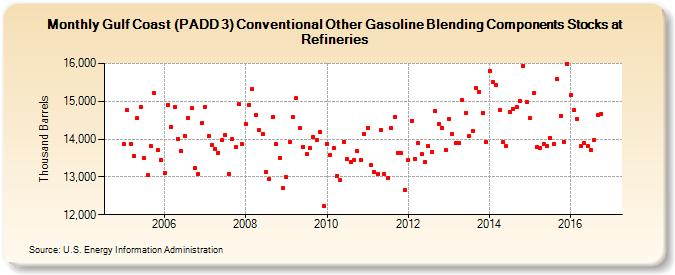 Monthly Gulf Coast (PADD 3) Conventional Other Gasoline Blending Components Stocks at
Refineries
Thousand Barrels
16,000
15,000
14,000
13,000
12,000
2006
2008
2010
2012
2014
2016
Source: U.S. Energy Information Administration